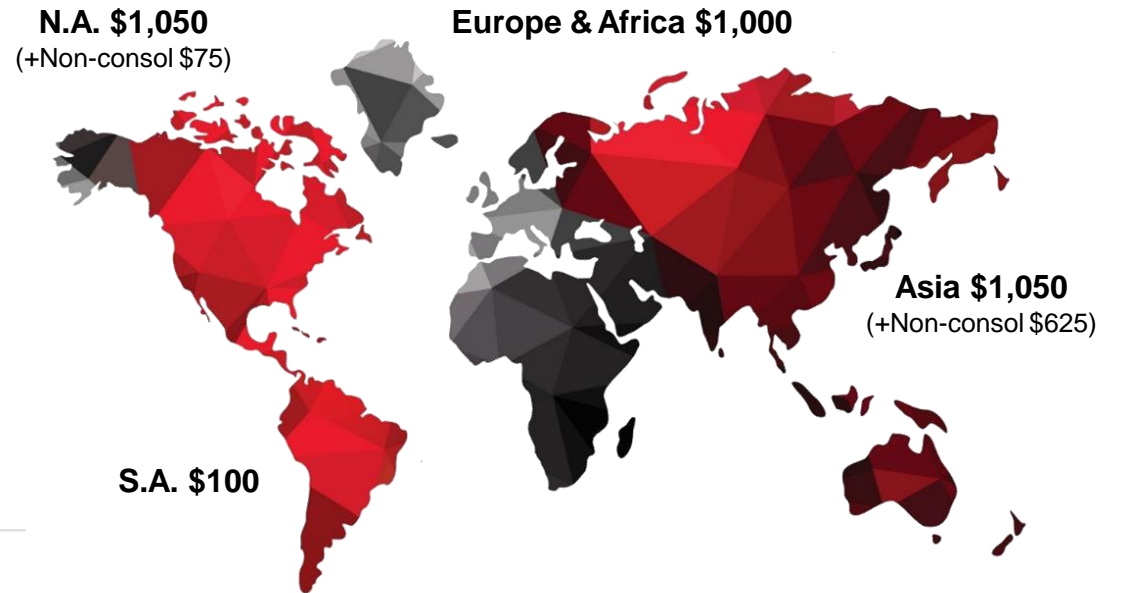 N.A. $1,050
(+Non-consol $75)
Europe & Africa $1,000
Asia $1,050
(+Non-consol $625)
S.A. $100